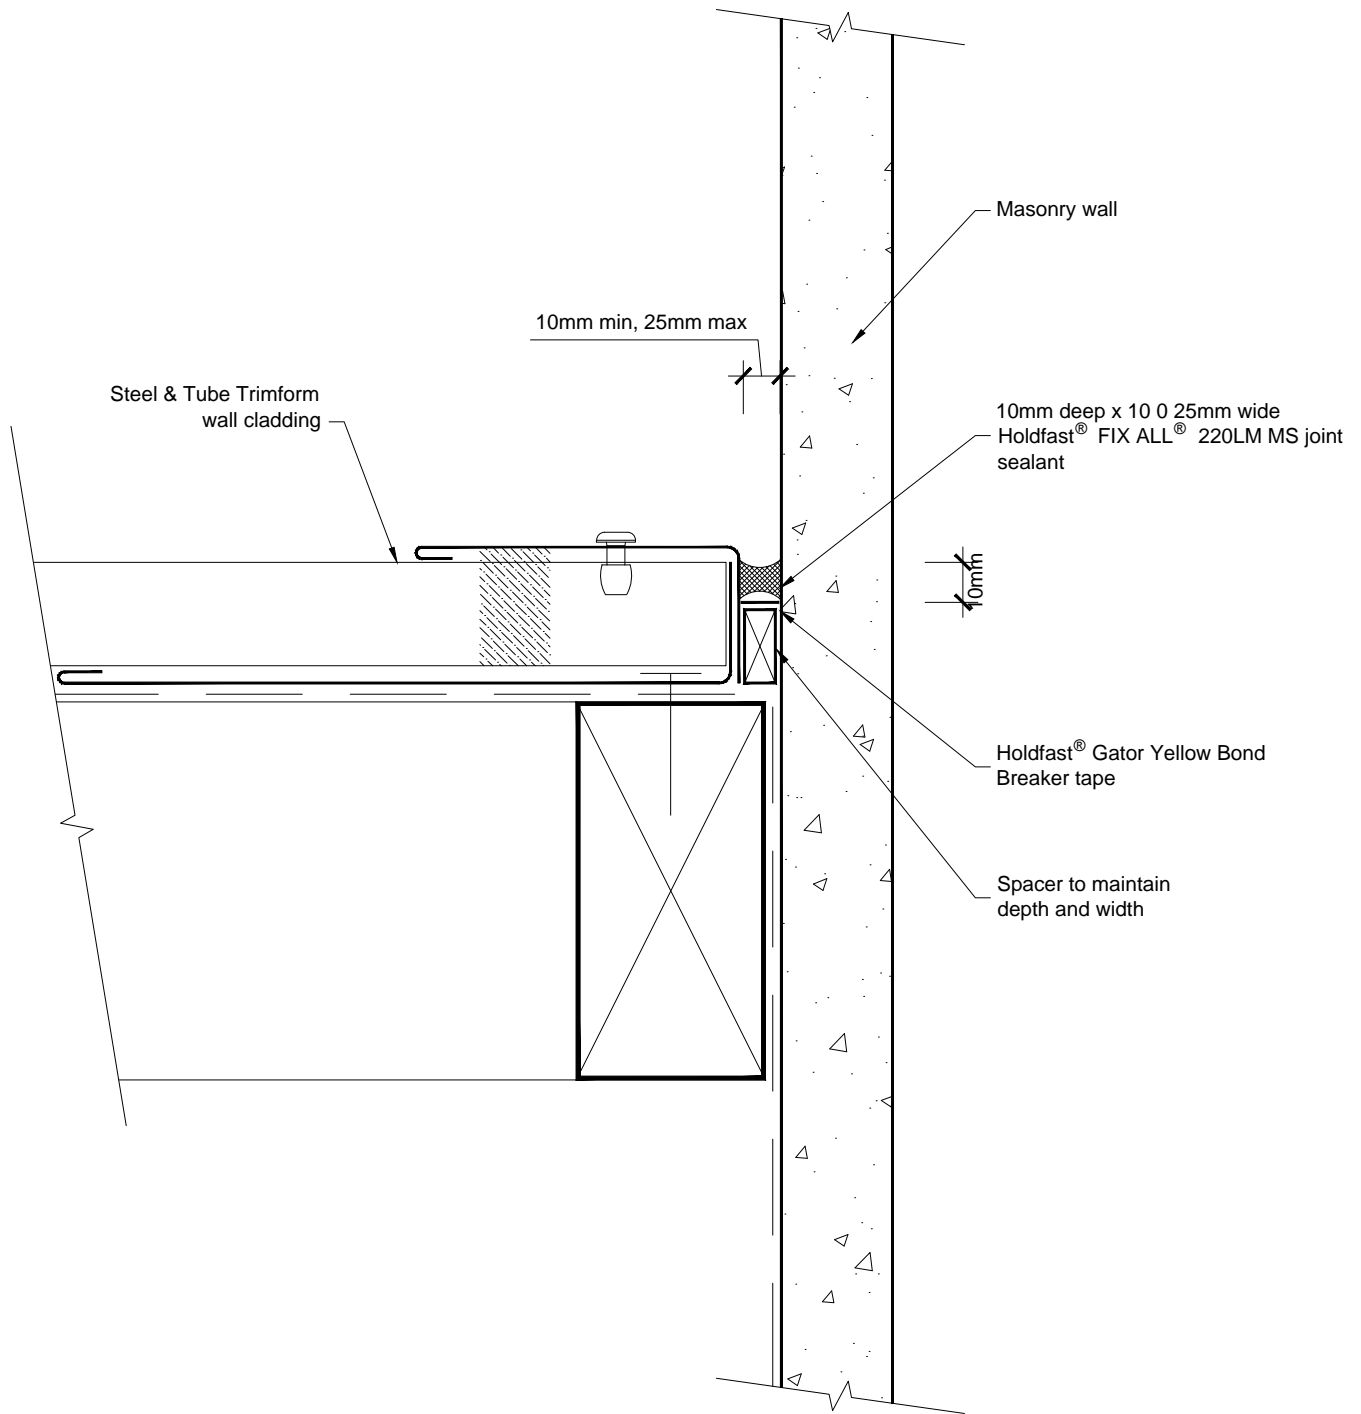 Masonry wall
10mm min, 25mm max
Steel & Tube Trimform
wall cladding
10mm deep x 10 0 25mm wide
Holdfast® FIX ALL® 220LM MS joint
sealant
10mm
Holdfast® Gator Yellow Bond
Breaker tape
Spacer to maintain
depth and width